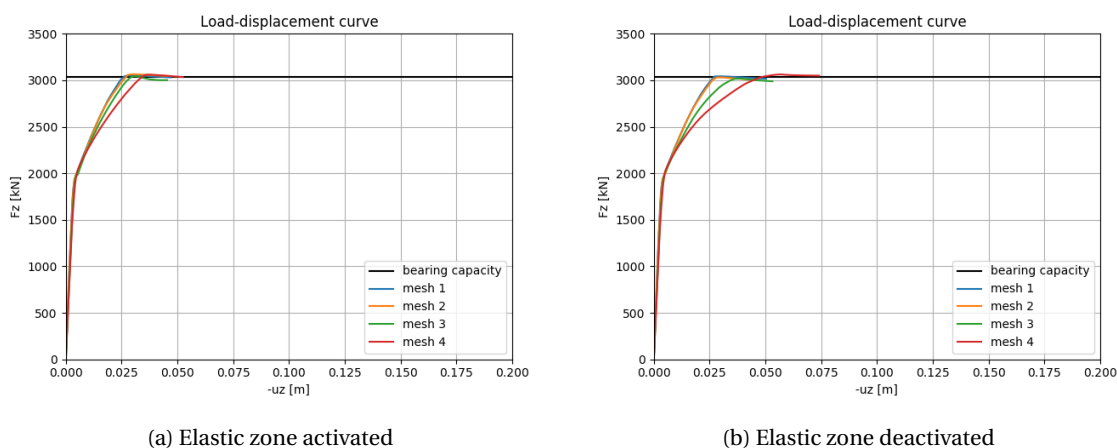 Load-displacement curve
3500
3000
2500
2000
1500
1000
500
0
Fz [kN]
bearing capacity
mesh 1
mesh 2
mesh 3
mesh 4
0.000 0.025 0.050 0.075 0.100 0.125 0.150 0.175 0.200
-uz [m]
(a) Elastic zone activated
Load-displacement curve
3500
3000
2500
2000
1500
1000
500
0
Fz [kN]
bearing capacity
mesh 1
mesh 2
mesh 3
mesh 4
0.000 0.025 0.050 0.075 0.100 0.125 0.150 0.175 0.200
-uz [m]
(b) Elastic zone deactivated